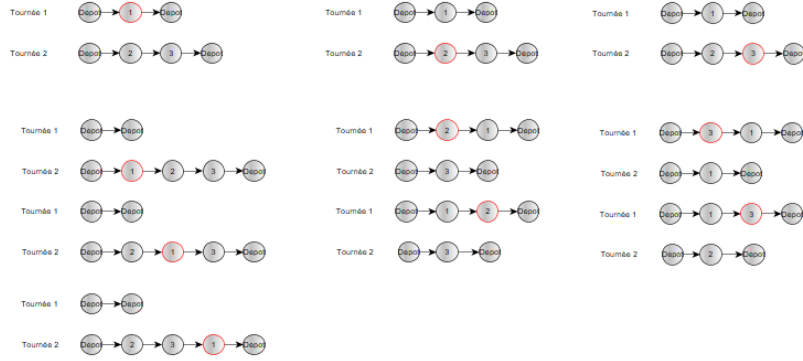 Tournée 1 Depot 1 Depot
Tournée 2 Depot 2 3 Depot
Tournée 1 Depot 1 Depot
Tournée 2 Depot 2 3 Depot
Tournée 1 Depot 1 Depot
Tournée 2 Depot 2 3 Depot
Tournée 1 Depot Depot
Tournée 2 Depot 1 2 3 Depot
Tournée 1 Depot Depot
Tournée 2 Depot 2 1 3 Depot
Tournée 1 Depot Depot
Tournée 2 Depot 2 3 1 Depot
Tournée 1 Depot 2 1 Depot
Tournée 2 Depot 3 Depot
Tournée 1 Depot 1 2 Depot
Tournée 2 Depot 3 Depot
Tournée 1 Depot 3 1 Depot
Tournée 2 Depot 1 Depot
Tournée 1 Depot 1 3 Depot
Tournée 2 Depot 2 Depot